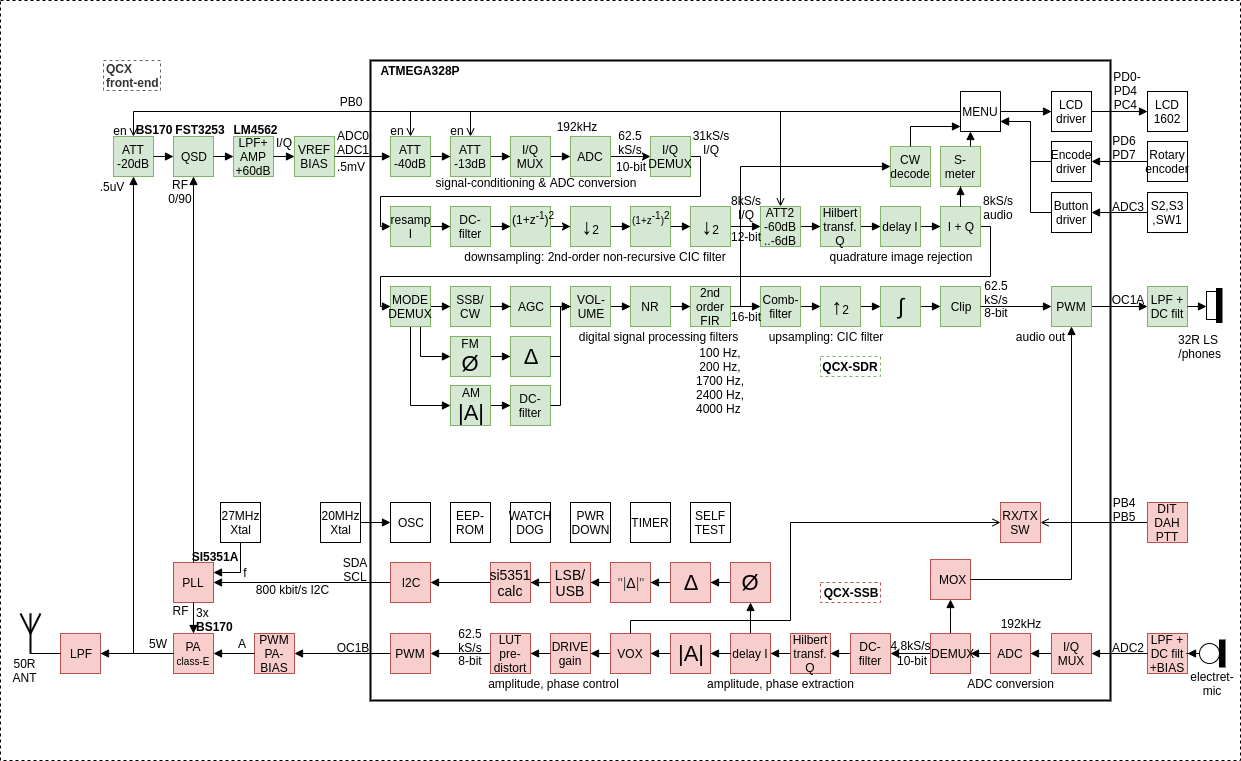 QCX
front-end
ATMEGA328P
PB0
PD0-
PD4
PC4
MENU
LCD
driver
LCD
1602
en
BS170
FST3253
LM4562
ATT
-20dB
QSD
LPF+
AMP
+60dB
I/Q
VREF
BIAS
ADC0
ADC1
.5mV
en
ATT
-40dB
en
ATT
-13dB
I/Q
MUX
192kHz
ADC
62.5
kS/s
10-bit
I/Q
DEMUX
31kS/s
I/Q
signal-conditioning & ADC conversion
CW
decode
S-
meter
Encode
driver
PD6
PD7
Rotary
encoder
.5uV
RF
0/90
resamp
I
DC-
filter
(1+z-1)2
↓2
(1+z-1)2
↓2
8kS/s
I/Q
12-bit
ATT2
-60dB
..-6dB
Hilbert
transf.
Q
delay I
I + Q
8kS/s
audio
Button
driver
ADC3
S2,S3
,SW1
downsampling: 2nd-order non-recursive CIC filter
quadrature image rejection
MODE
DEMUX
SSB/
CW
AGC
VOL-
UME
NR
2nd
order
FIR
16-bit
Comb-
filter
↑2
∫
Clip
62.5
kS/s
8-bit
PWM
OC1A
LPF +
DC filt
digital signal processing filters
upsampling: CIC filter
audio out
32R LS
/phones
FM
Ø
Δ
100 Hz,
200 Hz,
1700 Hz,
2400 Hz,
4000 Hz
QCX-SDR
AM
|A|
DC-
filter
27MHz
Xtal
20MHz
Xtal
OSC
EEP-
ROM
WATCH
DOG
PWR
DOWN
TIMER
SELF
TEST
RX/TX
SW
PB4
PB5
DIT
DAH
PTT
SI5351A
PLL
f
800 kbit/s I2C
SDA
SCL
I2C
si5351
calc
LSB/
USB
"|Δ|"
Δ
Ø
QCX-SSB
MOX
RF
3x
BS170
50R
ANT
LPF
5W
PA
class-E
A
PWM
PA-
BIAS
OC1B
PWM
62.5
kS/s
8-bit
LUT
pre-
distort
DRIVE
gain
VOX
|A|
delay I
Hilbert
transf.
Q
DC-
filter
4.8kS/s
10-bit
DEMUX
192kHz
ADC
I/Q
MUX
ADC2
LPF +
DC filt
+BIAS
electret-
mic
amplitude, phase control
amplitude, phase extraction
ADC conversion